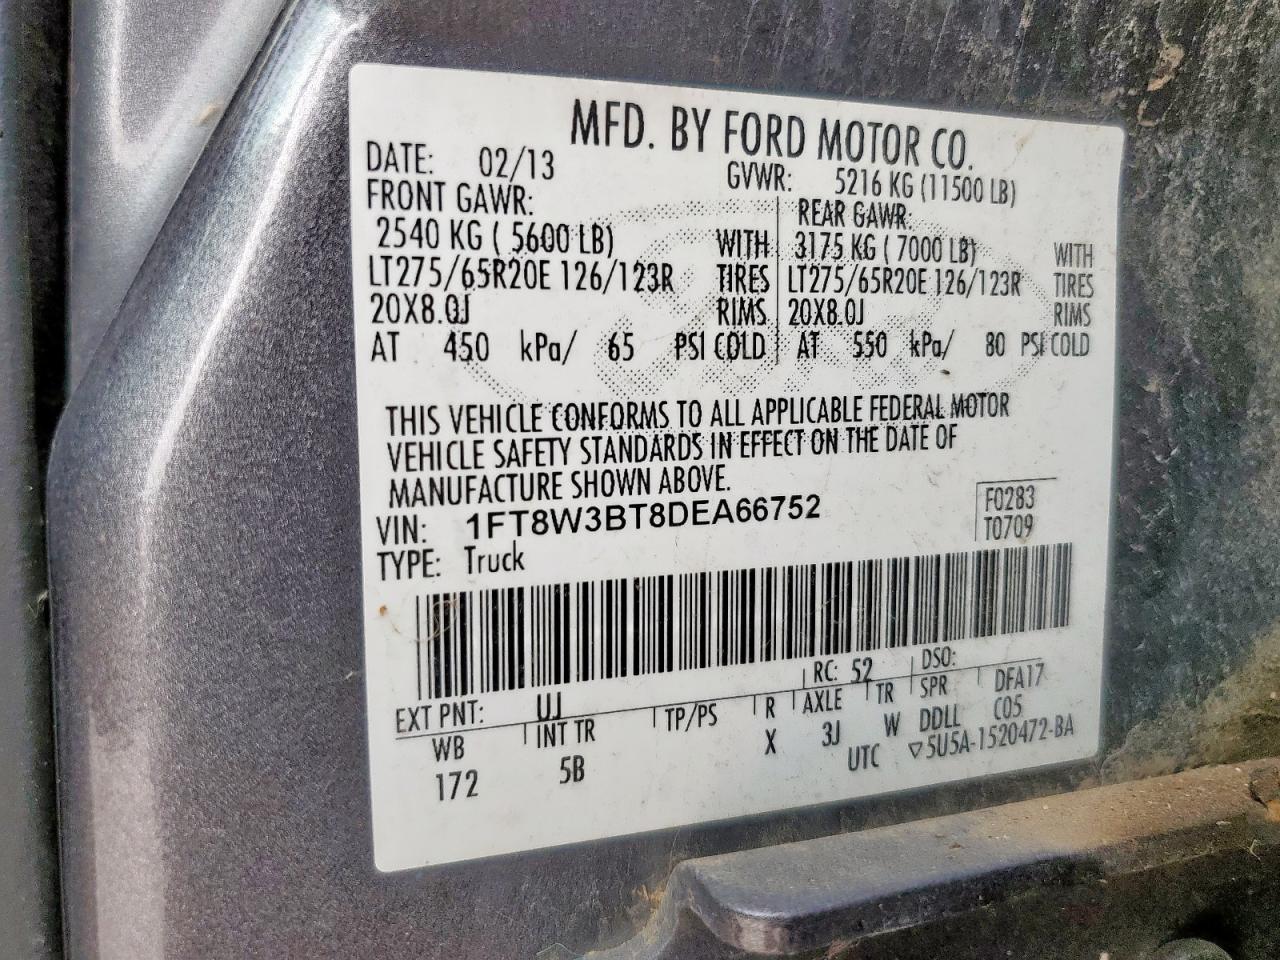 MFD. BY FORD MOTOR CO.
DATE: 02/13 GVWR: 5216 KG (11500 LB)
FRONT GAWR: REAR GAWR:
2540 KG ( 5600 LB) WITH 3175 KG ( 7000 LB) WITH
LT275/65R20E 126/123R TIRES LT275/65R20E 126/123R TIRES
20X8.0J RIMS 20X8.0J RIMS
AT 450 kPa/ 65 PSI COLD AT 550 kPa/ 80 PSI COLD
THIS VEHICLE CONFORMS TO ALL APPLICABLE FEDERAL MOTOR
VEHICLE SAFETY STANDARDS IN EFFECT ON THE DATE OF
MANUFACTURE SHOWN ABOVE.
VIN: 1FT8W3BT8DEA66752 F0283
TYPE: Truck T0709
EXT PNT: UJ RC: 52 DSO:
WB INT TR TP/PS R AXLE TR SPR DFA17
172 5B X 3J W DDLL C05
UTC ▽5U5A-1520472-BA